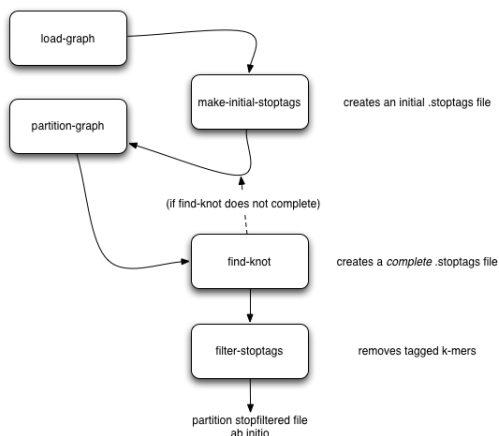 load-graph
make-initial-stoptags
creates an initial .stoptags file
partition-graph
(if find-knot does not complete)
find-knot
creates a complete .stoptags file
filter-stoptags
removes tagged k-mers
partition stopfiltered file
ab initio